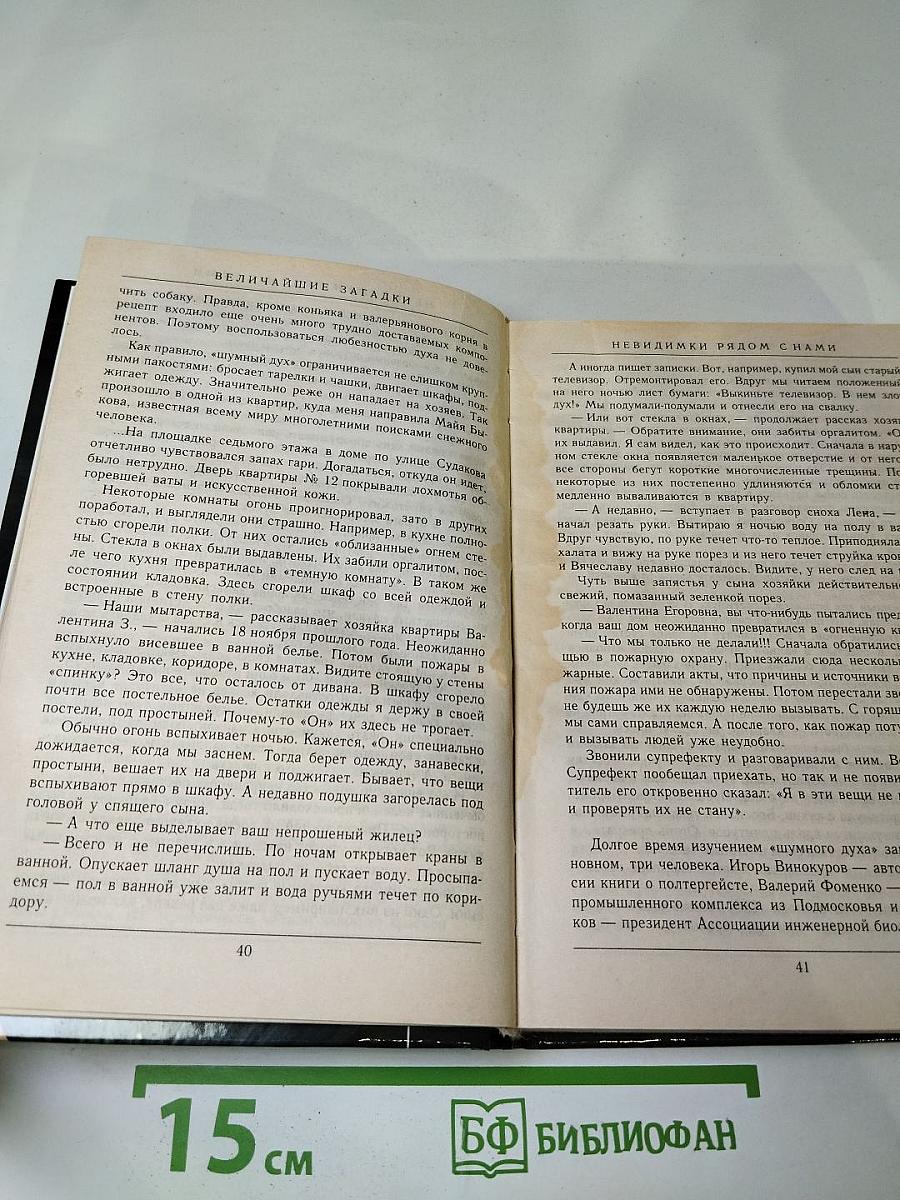 ВЕЛИЧАЙШИЕ ЗАГАДКИ
чить собаку. Правда, кроме коньяка и валерьянового корня в
рецепт входило еще очень много трудно доставаемых компо-
нентов. Поэтому воспользоваться любезностью духа не дове-
лось.
Как правило, «шумный дух» ограничивается не слишком круп-
ными пакостями: бросает тарелки и чашки, двигает шкафы, под-
жигает одежду. Значительно реже он нападает на хозяев. Так
произошло в одной из квартир, куда меня направила Майя Бы-
кова, известная всему миру многолетними поисками снежного
человека.
...На площадке седьмого этажа в доме по улице Судакова
отчетливо чувствовался запах гари. Догадаться, откуда он идет,
было нетрудно. Дверь квартиры № 12 покрывали лохмотья об-
горевшей ваты и искусственной кожи.
Некоторые комнаты огонь проигнорировал, зато в других
поработал, и выглядели они страшно. Например, в кухне полно-
стью сгорели полки. От них остались «облизанные» огнем сте-
ны. Стекла в окнах были выдавлены. Их забили оргалитом, пос-
ле чего кухня превратилась в «темную комнату». В таком же
состоянии кладовка. Здесь сгорели шкаф со всей одеждой и
встроенные в стену полки.
— Наши мытарства, — рассказывает хозяйка квартиры Ва-
лентина З., — начались 18 ноября прошлого года. Неожиданно
вспыхнуло висевшее в ванной белье. Потом были пожары в
кухне, кладовке, коридоре, в комнатах. Видите стоящую у стены
«спинку»? Это все, что осталось от дивана. В шкафу сгорело
почти все постельное белье. Остатки одежды я держу в своей
постели, под простыней. Почему-то «Он» их здесь не трогает.
Обычно огонь вспыхивает ночью. Кажется, «Он» специально
дожидается, когда мы заснем. Тогда берет одежду, занавески,
простыни, вешает их на двери и поджигает. Бывает, что вещи
вспыхивают прямо в шкафу. А недавно подушка загорелась под
головой у спящего сына.
— А что еще выделывает ваш непрошеный жилец?
— Всего и не перечислишь. По ночам открывает краны в
ванной. Опускает шланг душа на пол и пускает воду. Просыпа-
емся — пол в ванной уже залит и вода ручьями течет по кори-
дору.
40
НЕВИДИМКИ РЯДОМ С НАМИ
А иногда пишет записки. Вот, например, купил мой сын старый
телевизор. Отремонтировал его. Вдруг мы читаем положенный
на него ночью лист бумаги: «Выкиньте телевизор. В нем зло
дух!» Мы подумали-подумали и отнесли его на свалку.
— Или вот стекла в окнах, — продолжает рассказ хозя
квартиры. — Обратите внимание, они забиты оргалитом. «О
их выдавил. Я сам видел, как это происходит. Сначала в нару
ном стекле окна появляется маленькое отверстие и от него
все стороны бегут короткие многочисленные трещины. По
некоторые из них постепенно удлиняются и обломки ст
медленно вываливаются в квартиру.
— А недавно, — вступает в разговор сноха Лена, —
начал резать руки. Вытираю я ночью воду на полу в ва
Вдруг чувствую, по руке течет что-то теплое. Приподняла
халата и вижу на руке порез и из него течет струйка кров
и Вячеславу недавно досталось. Видите, у него след на
Чуть выше запястья у сына хозяйки действительно
свежий, помазанный зеленкой порез.
— Валентина Егоровна, вы что-нибудь пытались пред
когда ваш дом неожиданно превратился в «огненную к
— Что мы только не делали!!! Сначала обратились
щью в пожарную охрану. Приезжали сюда несколь
жарные. Составили акты, что причины и источники в
ния пожара ими не обнаружены. Потом перестали зв
не будешь же их каждую неделю вызывать. С горящ
мы сами справляемся. А после того, как пожар поту
и вызывать людей уже неудобно.
Звонили супрефекту и разговаривали с ним. В
Супрефект пообещал приехать, но так и не появи
титель его откровенно сказал: «Я в эти вещи не
и проверять их не стану».
Долгое время изучением «шумного духа» за
новном, три человека. Игорь Винокуров — авто
сии книги о полтергейсте, Валерий Фоменко —
промышленного комплекса из Подмосковья и
ков — президент Ассоциации инженерной био
41
15 см
БФ БИБЛИОФАН